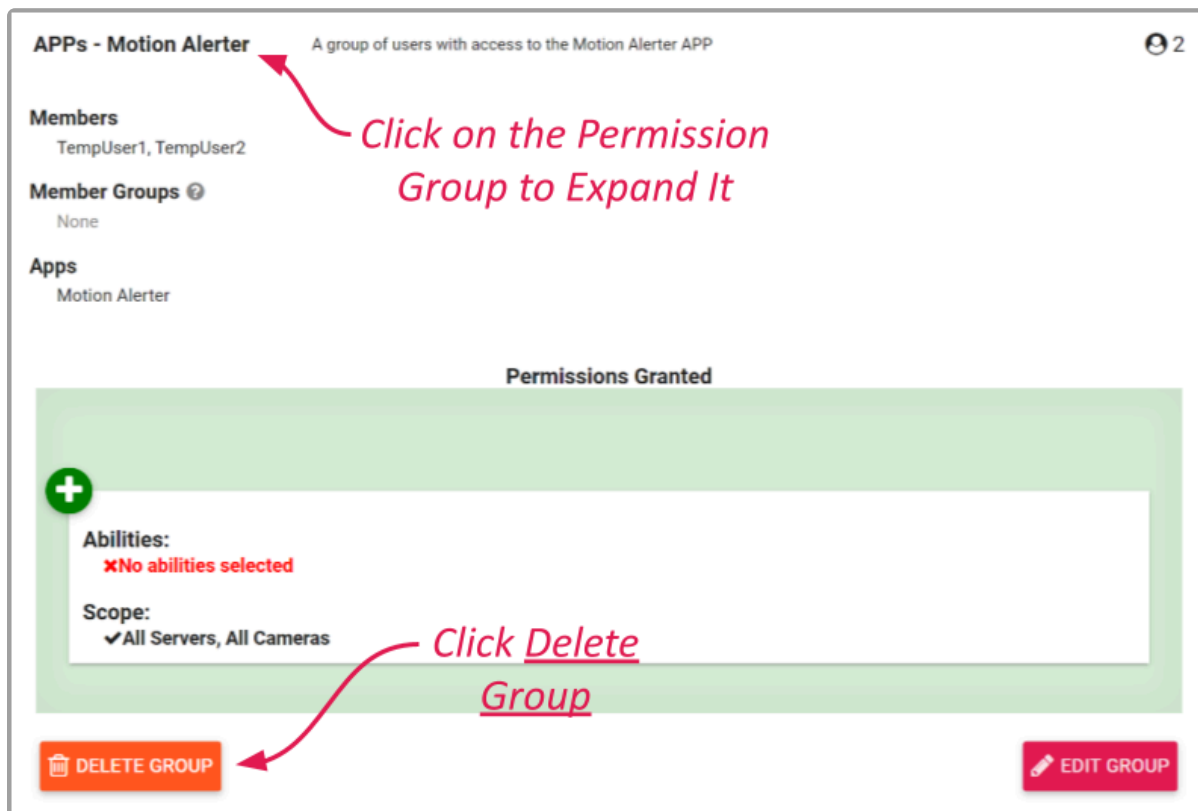 APPs - Motion Alerter A group of users with access to the Motion Alerter APP 2
Members
TempUser1, TempUser2
Click on the Permission
Group to Expand It
Member Groups
None
Apps
Motion Alerter
Permissions Granted
Abilities:
No abilities selected
Scope:
All Servers, All Cameras
Click Delete
Group
DELETE GROUP EDIT GROUP